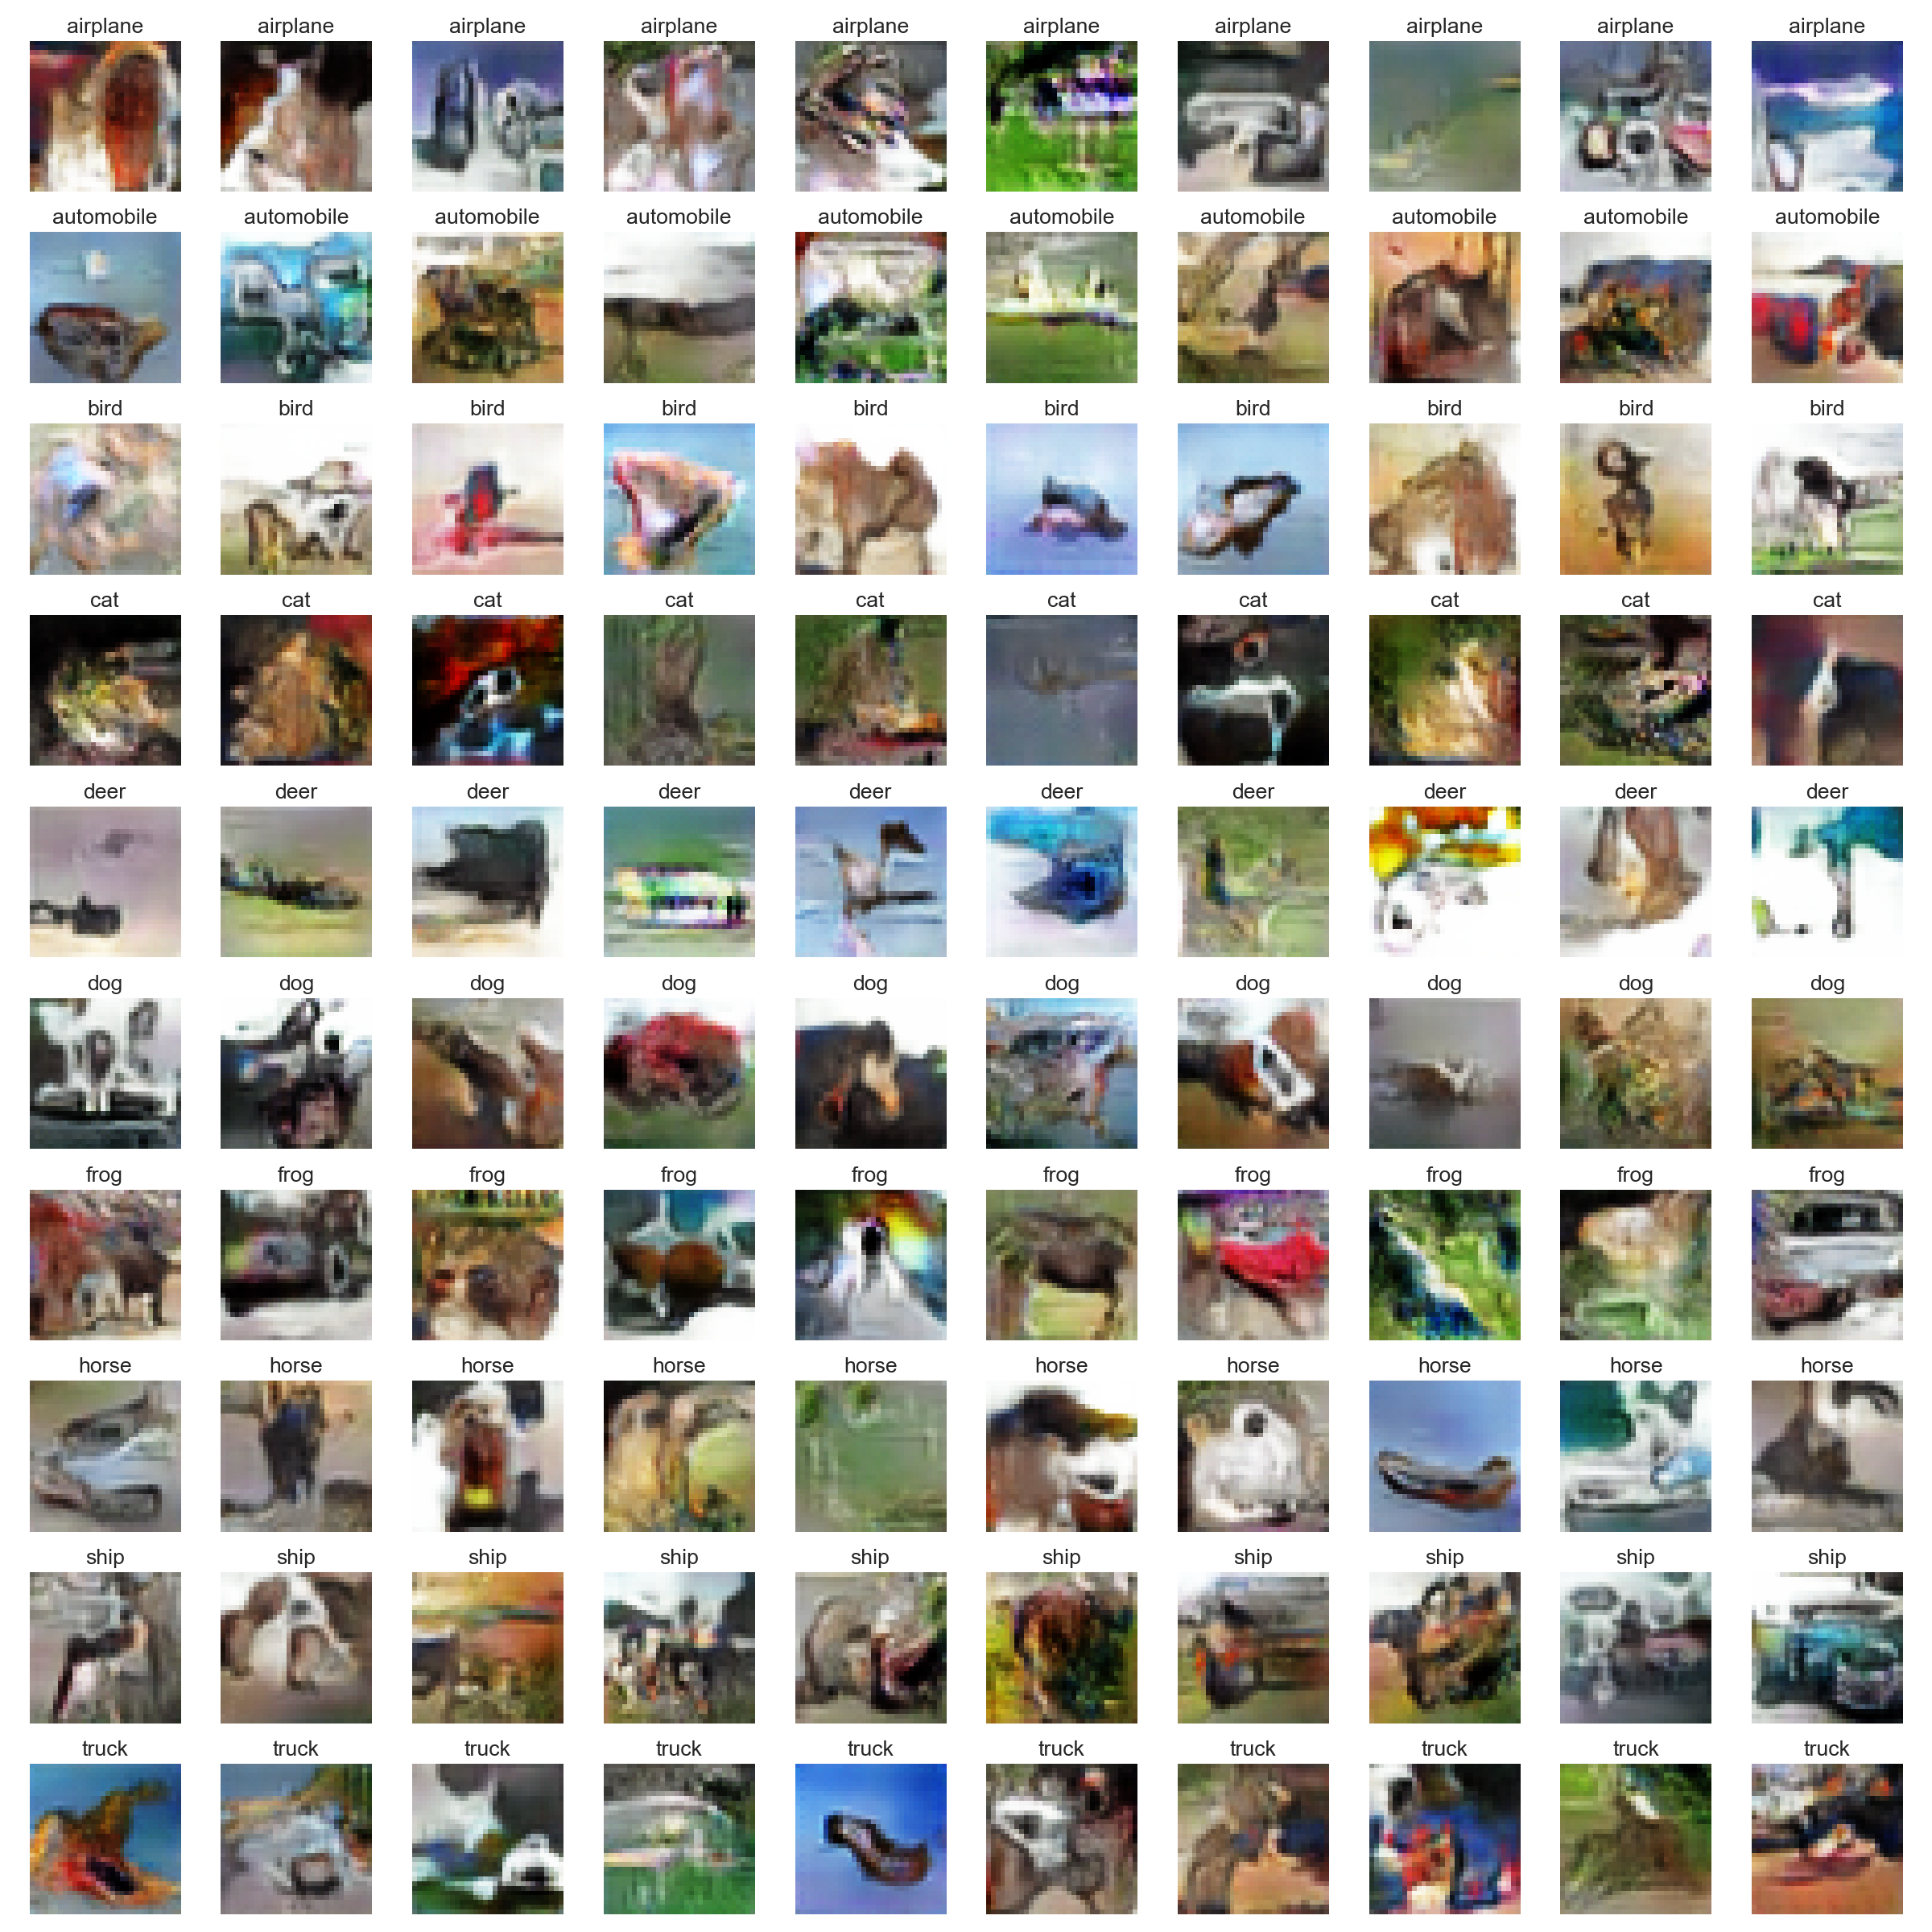 airplane airplane airplane airplane airplane airplane airplane airplane airplane airplane
automobile automobile automobile automobile automobile automobile automobile automobile automobile automobile
bird bird bird bird bird bird bird bird bird bird
cat cat cat cat cat cat cat cat cat cat
deer deer deer deer deer deer deer deer deer deer
dog dog dog dog dog dog dog dog dog dog
frog frog frog frog frog frog frog frog frog frog
horse horse horse horse horse horse horse horse horse horse
ship ship ship ship ship ship ship ship ship ship
truck truck truck truck truck truck truck truck truck truck